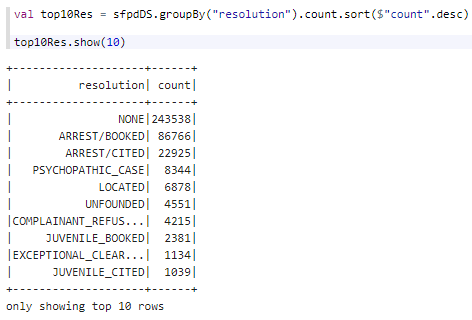 val top10Res = sfpdDS.groupBy("resolution").count.sort($"count".desc)
top10Res.show(10)
+--------------------+------+
|          resolution| count|
+--------------------+------+
|                NONE|243538|
|       ARREST/BOOKED| 86766|
|        ARREST/CITED| 22925|
|   PSYCHOPATHIC_CASE|  8344|
|             LOCATED|  6878|
|           UNFOUNDED|  4551|
|COMPLAINANT_REFUS...|  4215|
|     JUVENILE_BOOKED|  2381|
|EXCEPTIONAL_CLEAR...|  1134|
|      JUVENILE_CITED|  1039|
+--------------------+------+
only showing top 10 rows